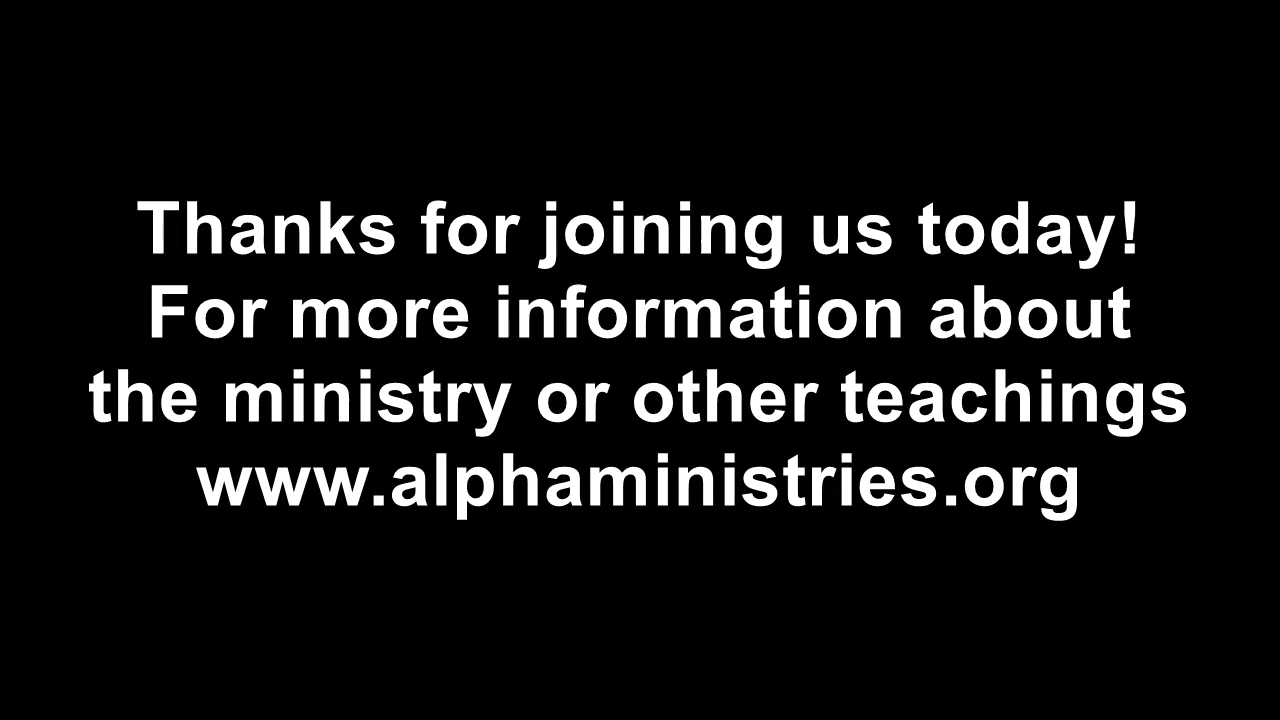 Thanks for joining us today!
For more information about
the ministry or other teachings
www.alphaministries.org